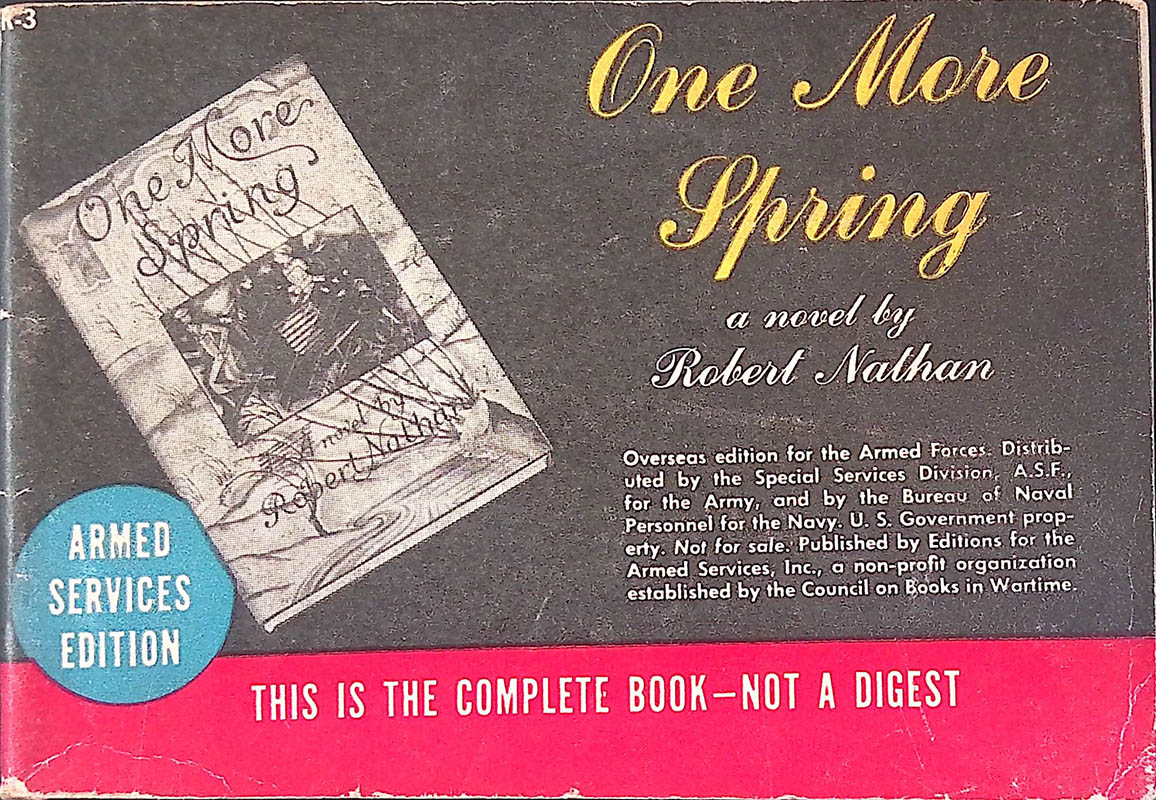 K-3
One More
Spring
a novel by
Robert Nathan
One More
Spring
a novel by
Robert Nathan
Overseas edition for the Armed Forces. Distrib-
uted by the Special Services Division, A.S.F.,
for the Army, and by the Bureau of Naval
Personnel for the Navy. U. S. Government prop-
erty. Not for sale. Published by Editions for the
Armed Services, Inc., a non-profit organization
established by the Council on Books in Wartime.
ARMED
SERVICES
EDITION
THIS IS THE COMPLETE BOOK—NOT A DIGEST